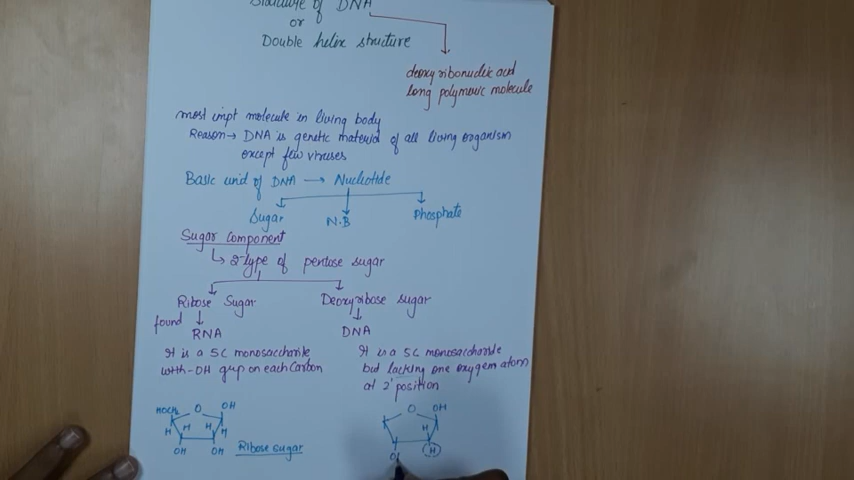 Structure of DNA
or
Double helix structure
deoxyribonucleic acid
long polymeric molecule
most impt molecule in living body
Reason → DNA is genetic material of all living organism
except few viruses
Basic unit of DNA → Nucleotide
Sugar N.B Phosphate
Sugar component
2-type of pentose sugar
Ribose Sugar Deoxyribose sugar
found
RNA DNA
It is a 5C monosaccharide
with -OH grp on each Carbon
It is a 5C monosaccharide
but lacking one oxygen atom
at 2' position
HOCH₂ O OH
H H H H
OH OH
Ribose sugar
O OH
H
H